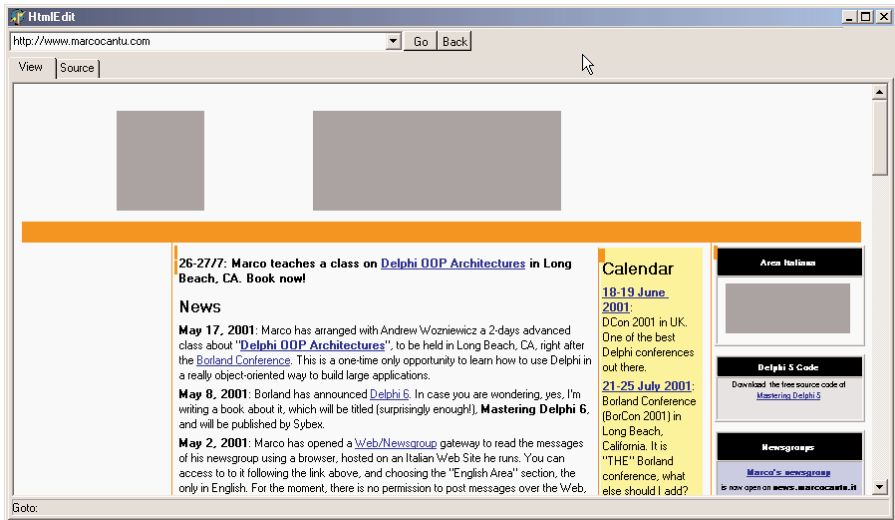 HtmlEdit
http://www.marcocantu.com
Go
Back
View
Source
26-27/7: Marco teaches a class on Delphi OOP Architectures in Long
Beach, CA. Book now!
News
May 17, 2001: Marco has arranged with Andrew Wozniewicz a 2-days advanced
class about "Delphi OOP Architectures", to be held in Long Beach, CA, right after
the Borland Conference. This is a one-time only opportunity to learn how to use Delphi in
a really object-oriented way to build large applications.
May 8, 2001: Borland has announced Delphi 6. In case you are wondering, yes, I'm
writing a book about it, which will be titled (surprisingly enough!), Mastering Delphi 6,
and will be published by Sybex.
May 2, 2001: Marco has opened a Web/Newsgroup gateway to read the messages
of his newsgroup using a browser, hosted on an Italian Web Site he runs. You can
access to to it following the link above, and choosing the "English Area" section, the
only in English. For the moment, there is no permission to post messages over the Web,
Calendar
18-19 June
2001:
DCon 2001 in UK.
One of the best
Delphi conferences
out there.
21-25 July 2001:
Borland Conference
(BorCon 2001) in
Long Beach,
California. It is
"THE" Borland
conference, what
else should I add?
Area Italiana
Delphi 5 Code
Download the free source code of
Mastering Delphi 5
Newsgroups
Marco's newsgroup
is now open on news.marcocantu.it
Goto: